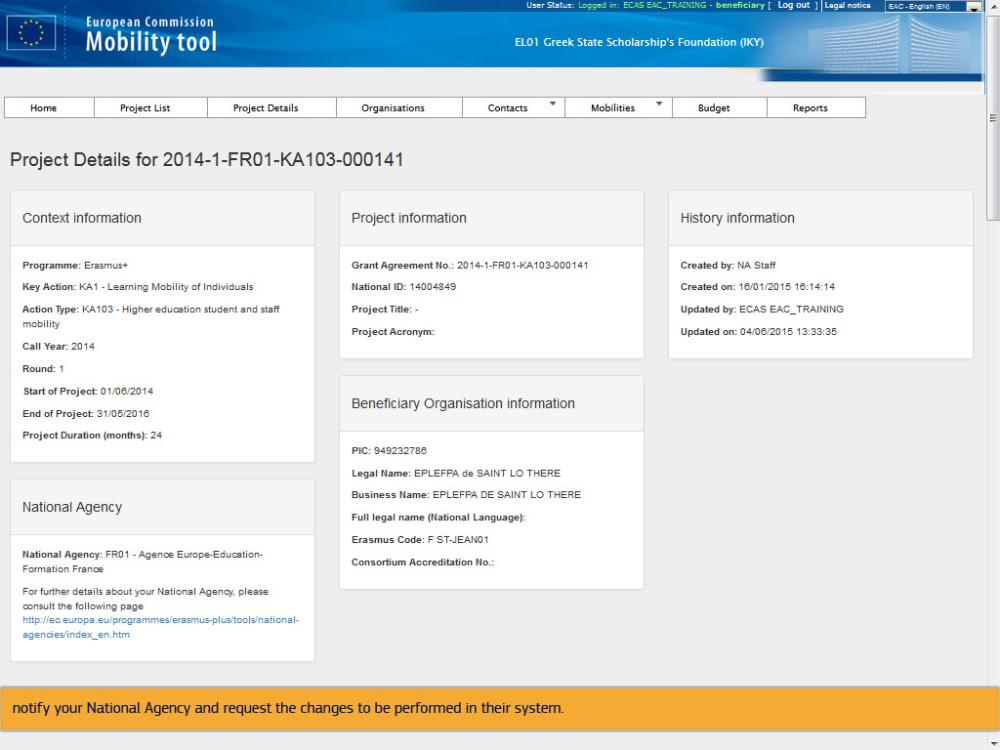 User Status: Logged in: ECAS EAC_TRAINING - beneficiary [ Log out ] Legal notice EAC - English (EN)
European Commission
Mobility tool
EL01 Greek State Scholarship's Foundation (IKY)
Home Project List Project Details Organisations Contacts Mobilities Budget Reports
Project Details for 2014-1-FR01-KA103-000141
Context information
Programme: Erasmus+
Key Action: KA1 - Learning Mobility of Individuals
Action Type: KA103 - Higher education student and staff
mobility
Call Year: 2014
Round: 1
Start of Project: 01/06/2014
End of Project: 31/05/2016
Project Duration (months): 24
National Agency
National Agency: FR01 - Agence Europe-Education-
Formation France
For further details about your National Agency, please
consult the following page
http://ec.europa.eu/programmes/erasmus-plus/tools/national-
agencies/index_en.htm
Project information
Grant Agreement No.: 2014-1-FR01-KA103-000141
National ID: 14004849
Project Title: -
Project Acronym:
Beneficiary Organisation information
PIC: 949232786
Legal Name: EPLEFPA de SAINT LO THERE
Business Name: EPLEFPA DE SAINT LO THERE
Full legal name (National Language):
Erasmus Code: F ST-JEAN01
Consortium Accreditation No.:
History information
Created by: NA Staff
Created on: 16/01/2015 16:14:14
Updated by: ECAS EAC_TRAINING
Updated on: 04/06/2015 13:33:35
notify your National Agency and request the changes to be performed in their system.